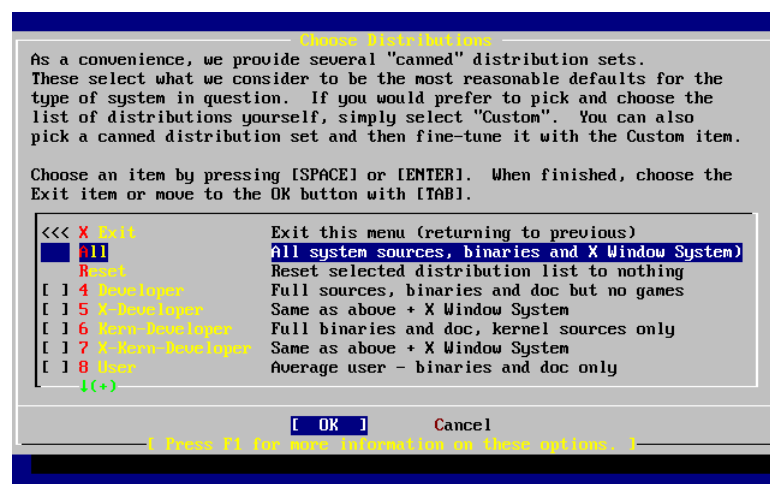 Choose Distributions
As a convenience, we provide several "canned" distribution sets.
These select what we consider to be the most reasonable defaults for the
type of system in question.  If you would prefer to pick and choose the
list of distributions yourself, simply select "Custom".  You can also
pick a canned distribution set and then fine-tune it with the Custom item.
Choose an item by pressing [SPACE] or [ENTER].  When finished, choose the
Exit item or move to the OK button with [TAB].
<<< X Exit Exit this menu (returning to previous)
All All system sources, binaries and X Window System)
Reset Reset selected distribution list to nothing
[ ] 4 Developer Full sources, binaries and doc but no games
[ ] 5 X-Developer Same as above + X Window System
[ ] 6 Kern-Developer Full binaries and doc, kernel sources only
[ ] 7 X-Kern-Developer Same as above + X Window System
[ ] 8 User Average user - binaries and doc only
↓(+)
[ OK ] Cancel
[ Press F1 for more information on these options. ]